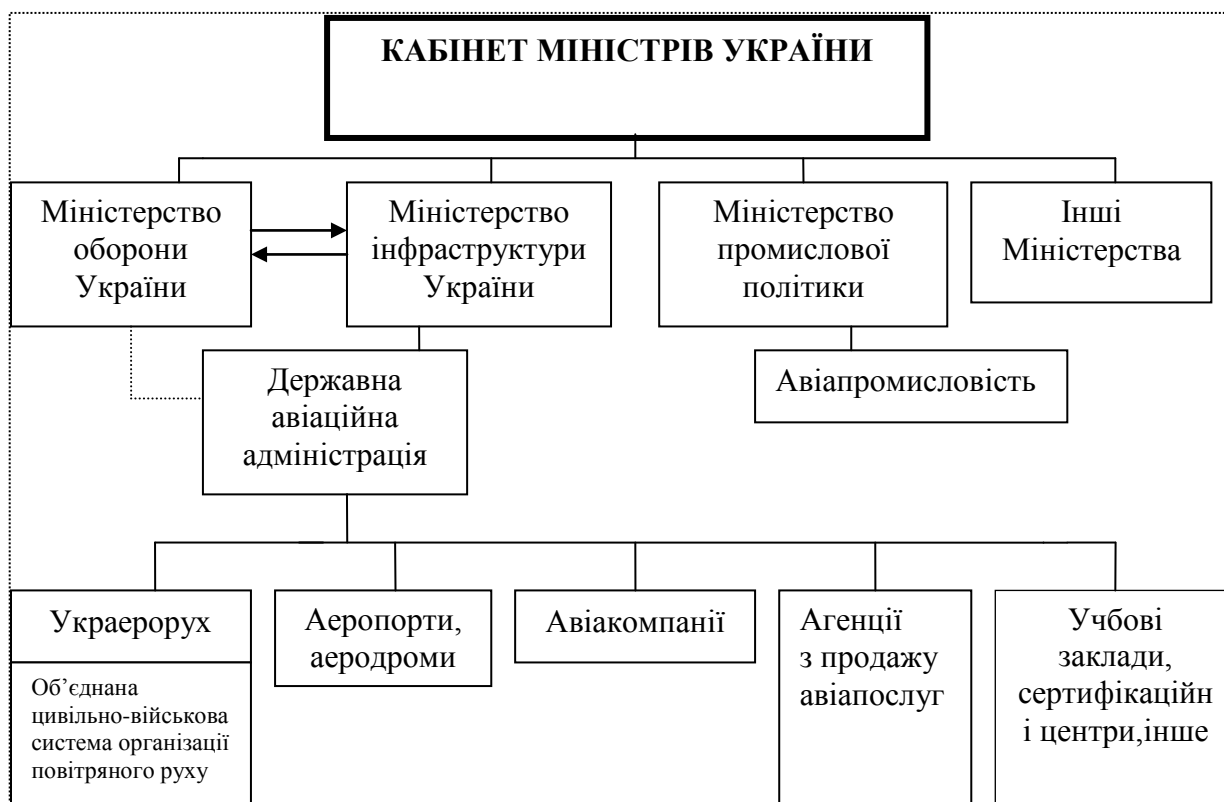 КАБІНЕТ МІНІСТРІВ УКРАЇНИ
Міністерство
оборони
України
Міністерство
інфраструктури
України
Міністерство
промислової
політики
Інші
Міністерства
Державна
авіаційна
адміністрація
Авіапромисловість
Украерорух
Об’єднана
цивільно-військова
система організації
повітряного руху
Аеропорти,
аеродроми
Авіакомпанії
Агенції
з продажу
авіапослуг
Учбові
заклади,
сертифікаційн
і центри,інше